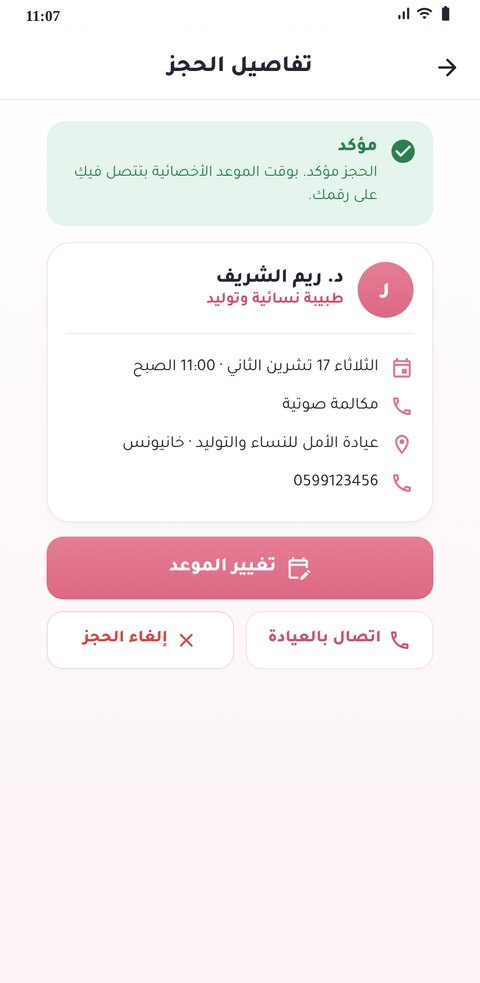 11:07
تفاصيل الحجز
مؤكد
الحجز مؤكد. بوقت الموعد الأخصائية بتتصل فيكِ
على رقمك.
ر
د. ريم الشريف
طبيبة نسائية وتوليد
الثلاثاء 17 تشرين الثاني · 11:00 الصبح
مكالمة صوتية
عيادة الأمل للنساء والتوليد · خانيونس
0599123456
تغيير الموعد
اتصال بالعيادة
إلغاء الحجز